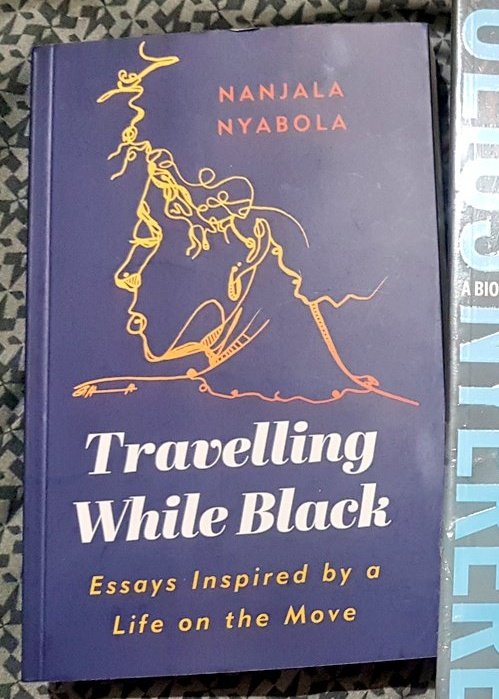 NANJALA
NYABOLA
Travelling
While Black
Essays Inspired by a
Life on the Move
A BIO